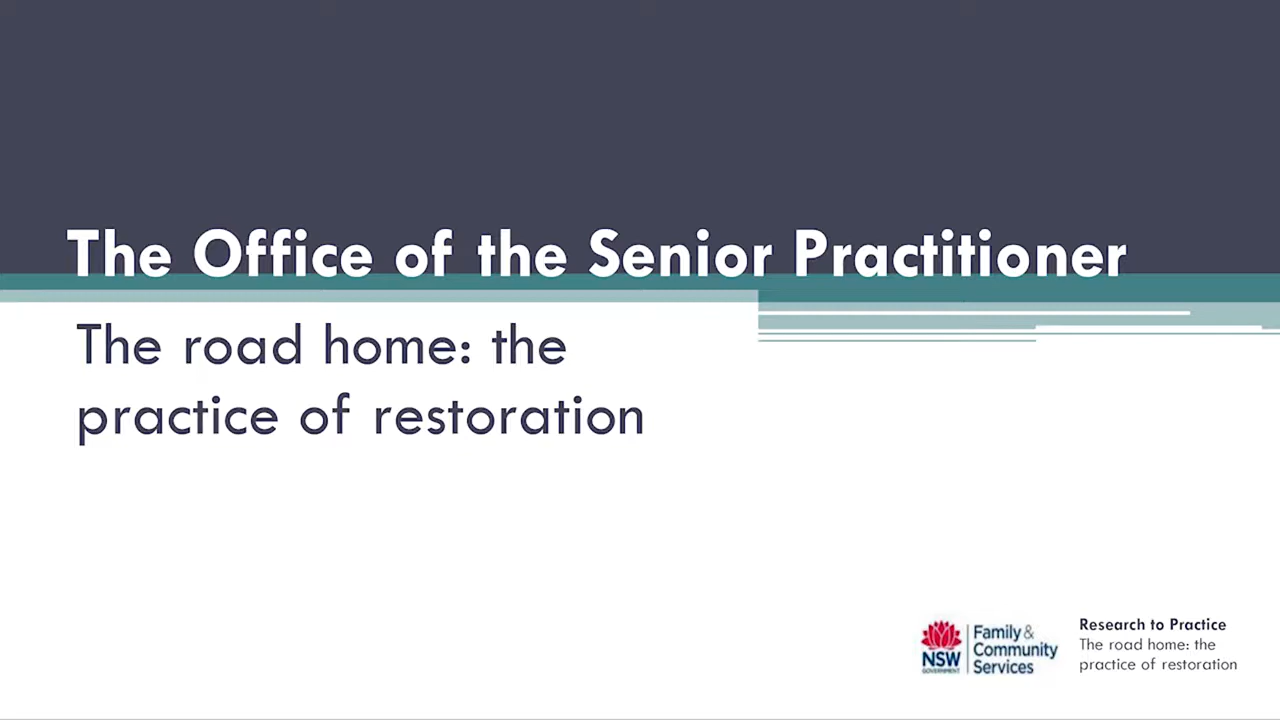 The Office of the Senior Practitioner
The road home: the
practice of restoration
NSW
GOVERNMENT
Family &
Community
Services
Research to Practice
The road home: the
practice of restoration